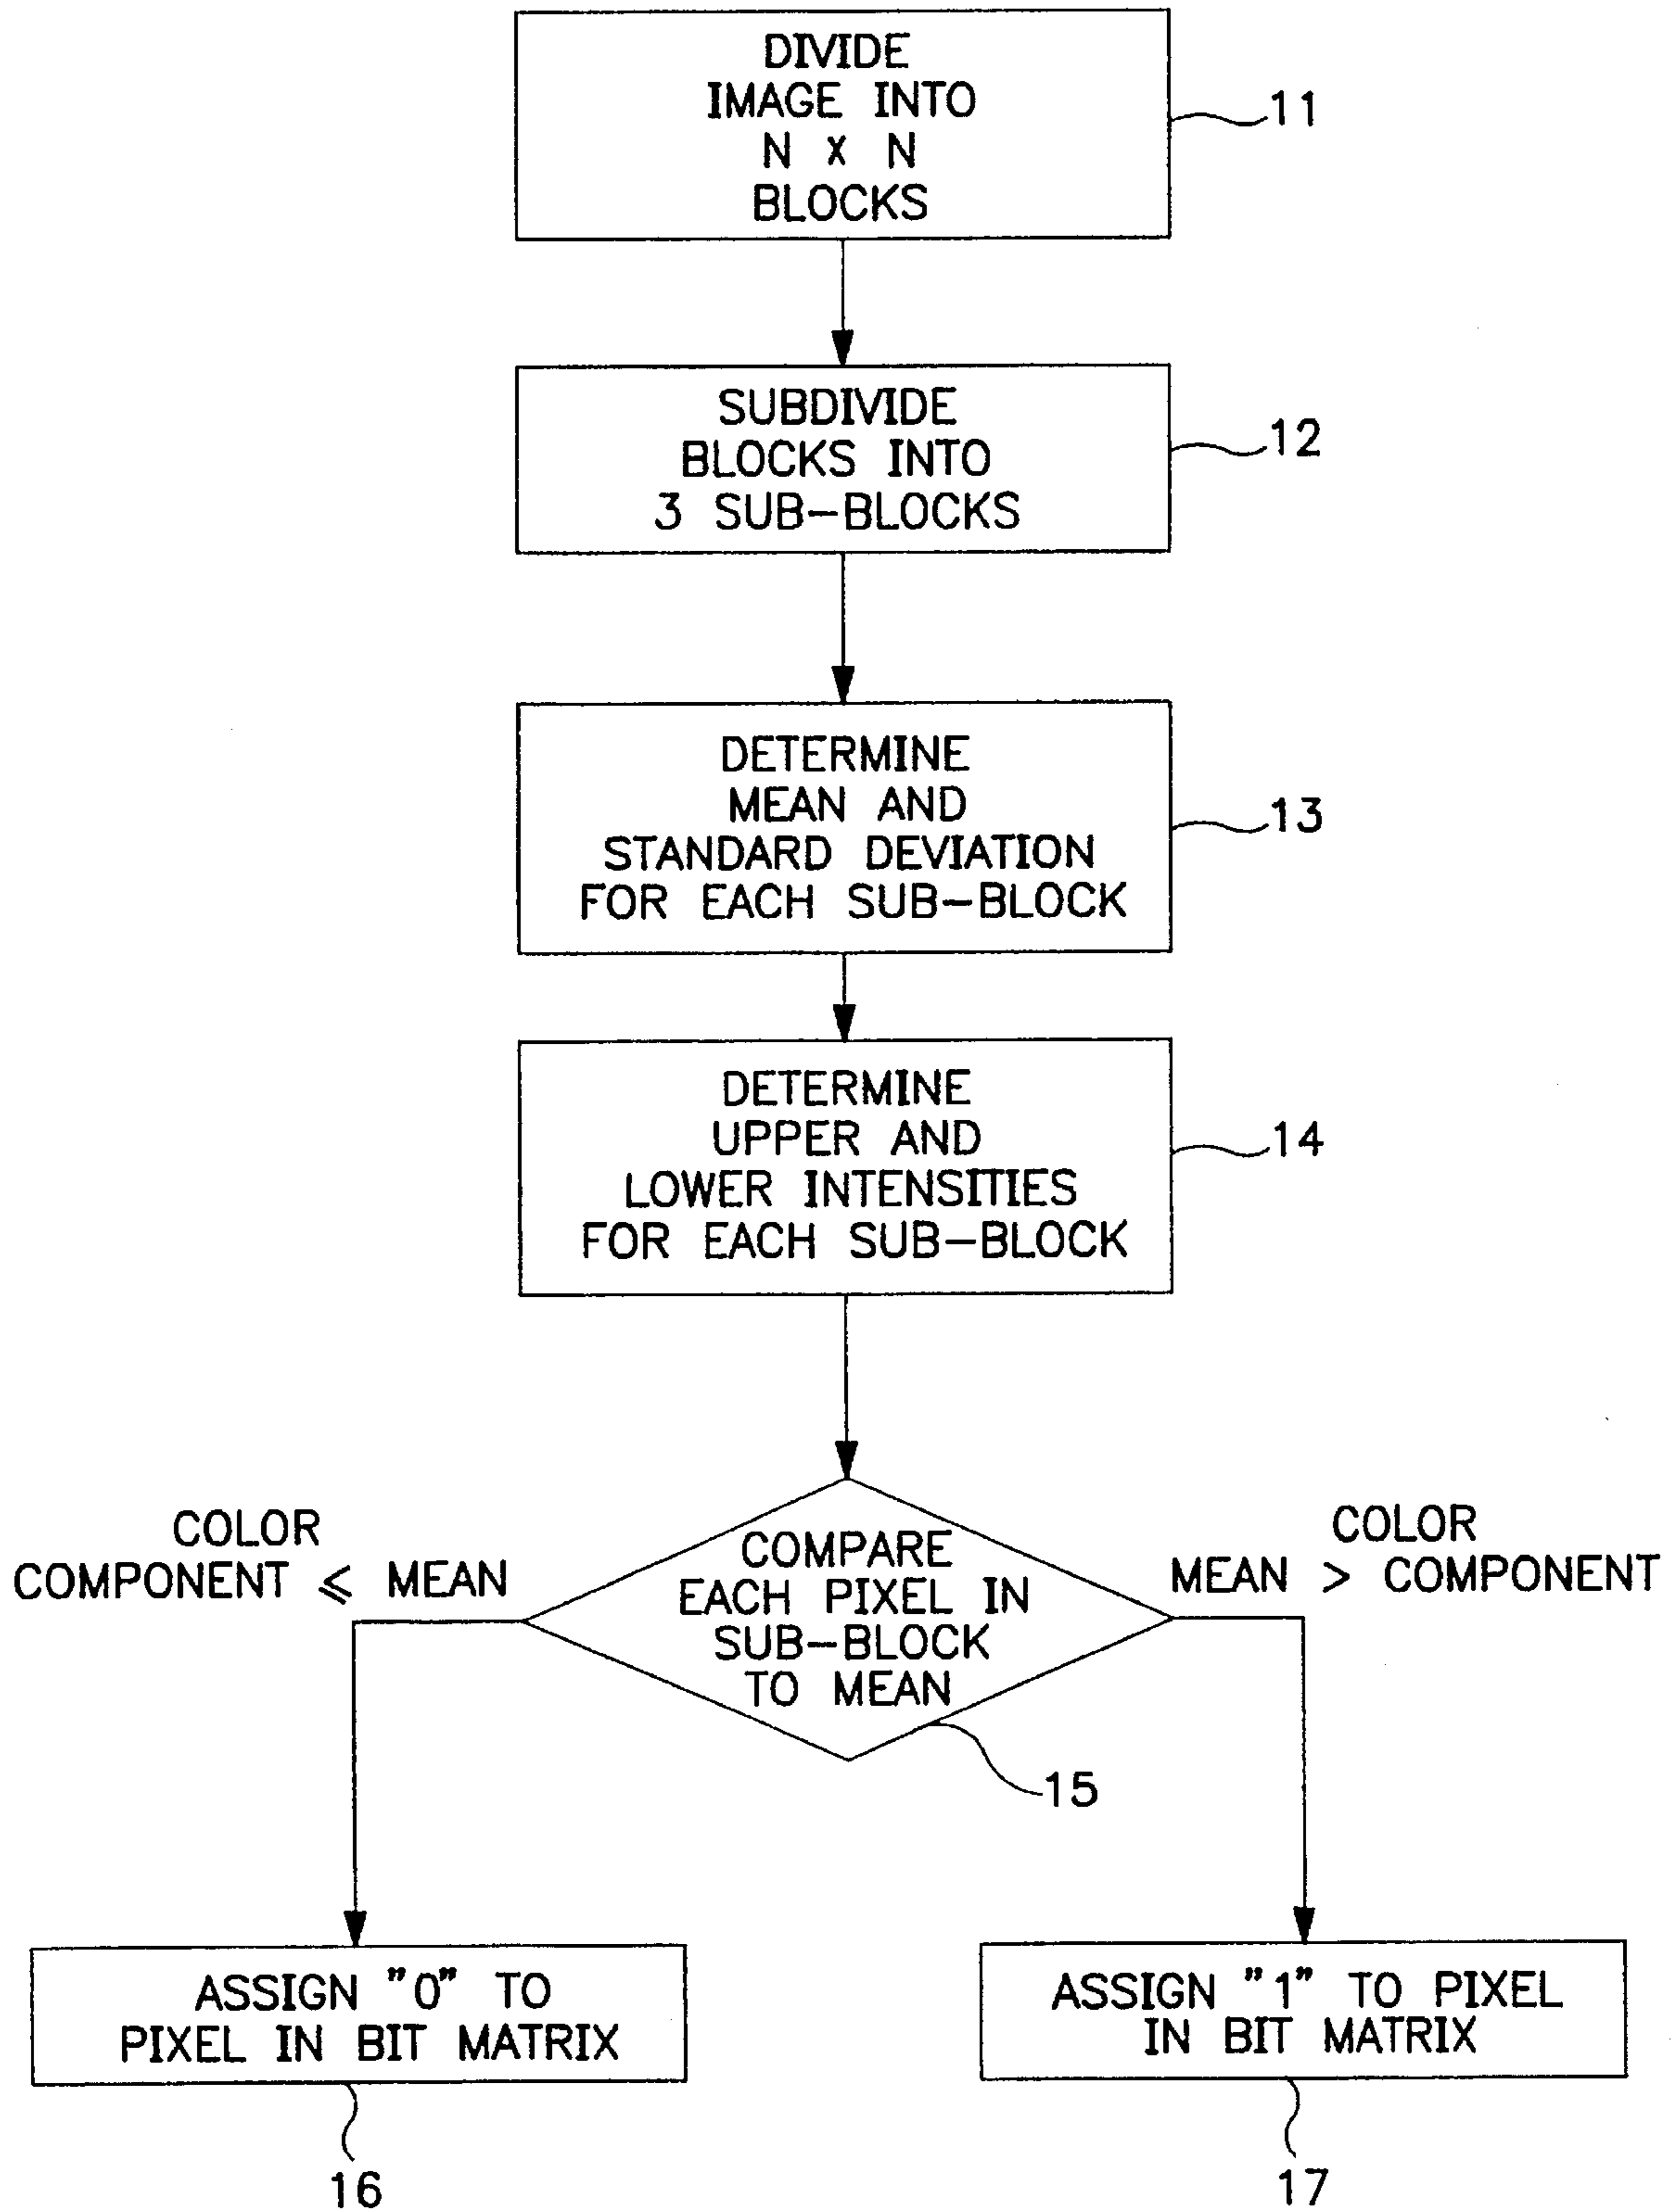 DIVIDE
IMAGE INTO
N x N
BLOCKS
11
SUBDIVIDE
BLOCKS INTO
3 SUB-BLOCKS
12
DETERMINE
MEAN AND
STANDARD DEVIATION
FOR EACH SUB-BLOCK
13
DETERMINE
UPPER AND
LOWER INTENSITIES
FOR EACH SUB-BLOCK
14
COLOR
COMPONENT ⩽ MEAN
COMPARE
EACH PIXEL IN
SUB-BLOCK
TO MEAN
15
COLOR
MEAN > COMPONENT
ASSIGN "0" TO
PIXEL IN BIT MATRIX
16
ASSIGN "1" TO PIXEL
IN BIT MATRIX
17